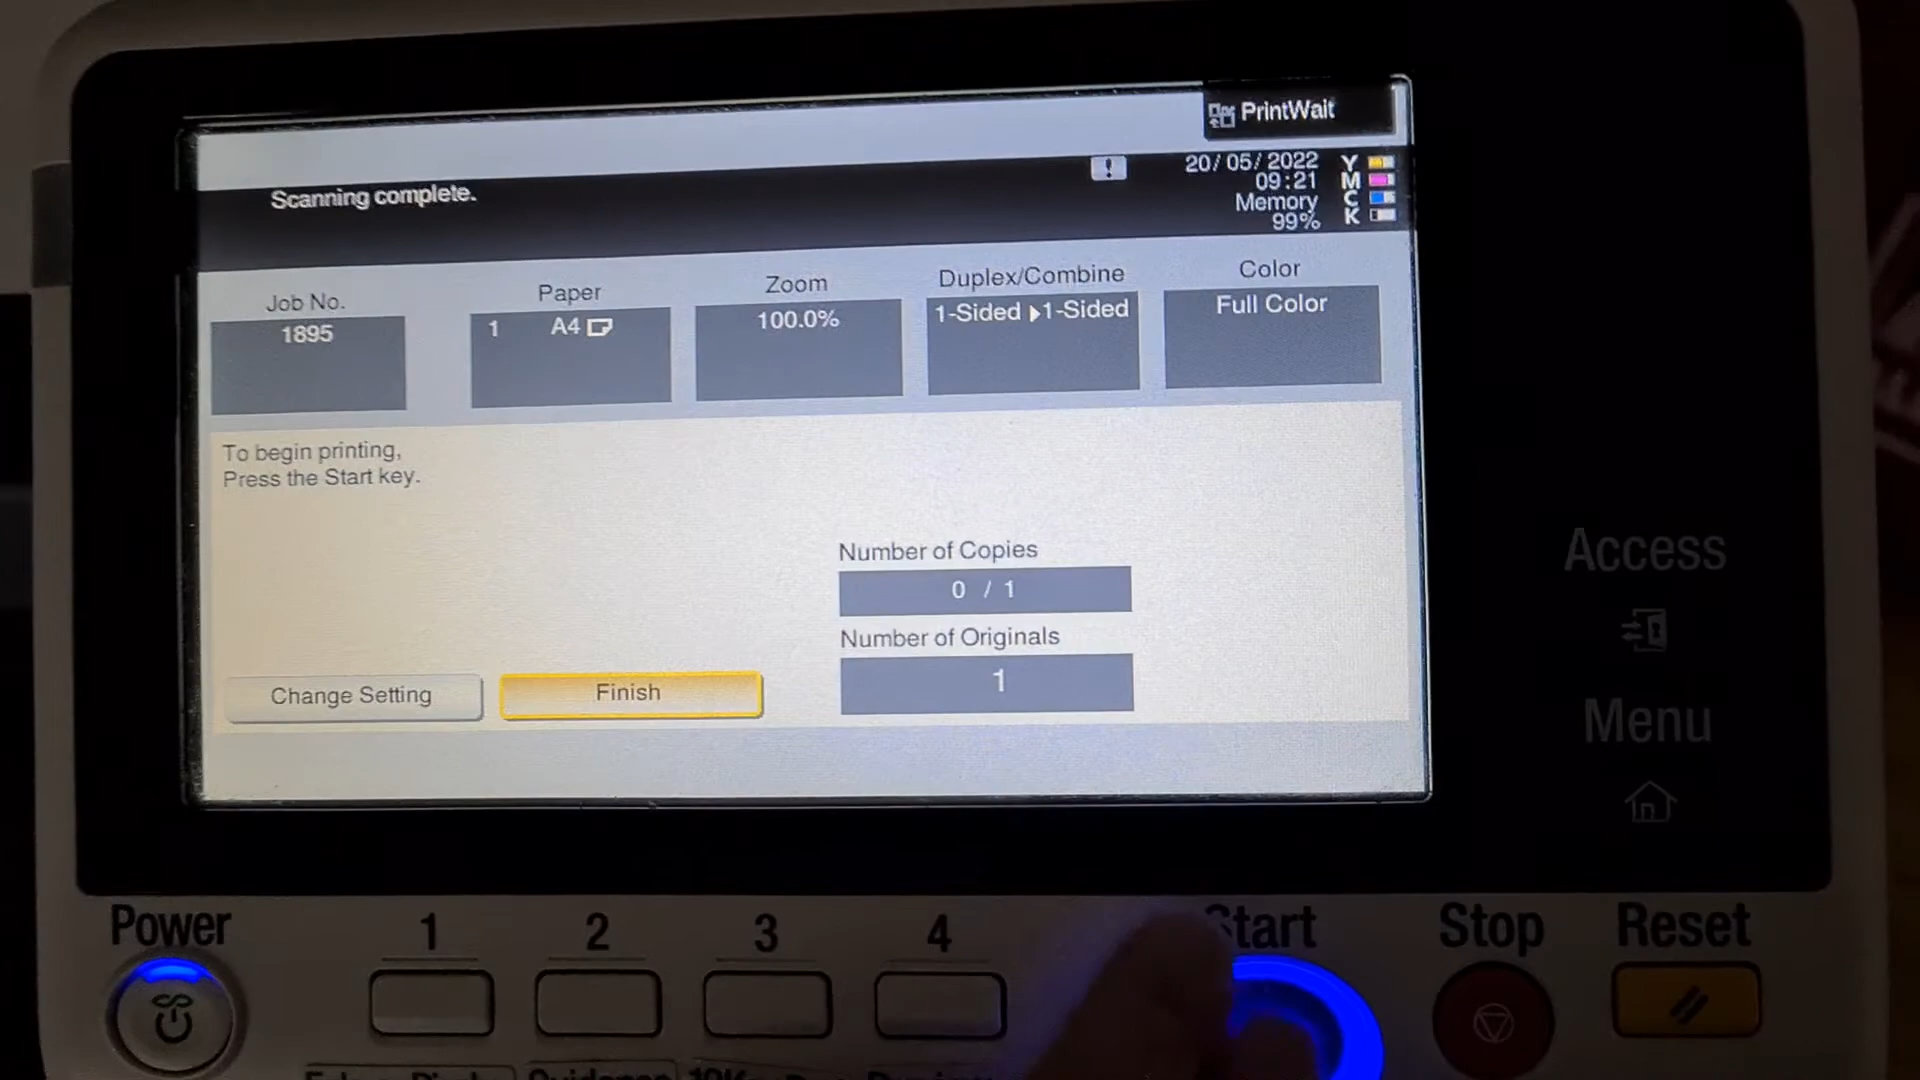 PrintWait
Scanning complete.
!
20/05/2022
09:21
Memory
99%
Y
M
C
K
Job No.
1895
Paper
1 A4
Zoom
100.0%
Duplex/Combine
1-Sided ▶1-Sided
Color
Full Color
To begin printing,
Press the Start key.
Number of Copies
0 / 1
Number of Originals
1
Change Setting
Finish
Access
Menu
Power
1
2
3
4
Start
Stop
Reset